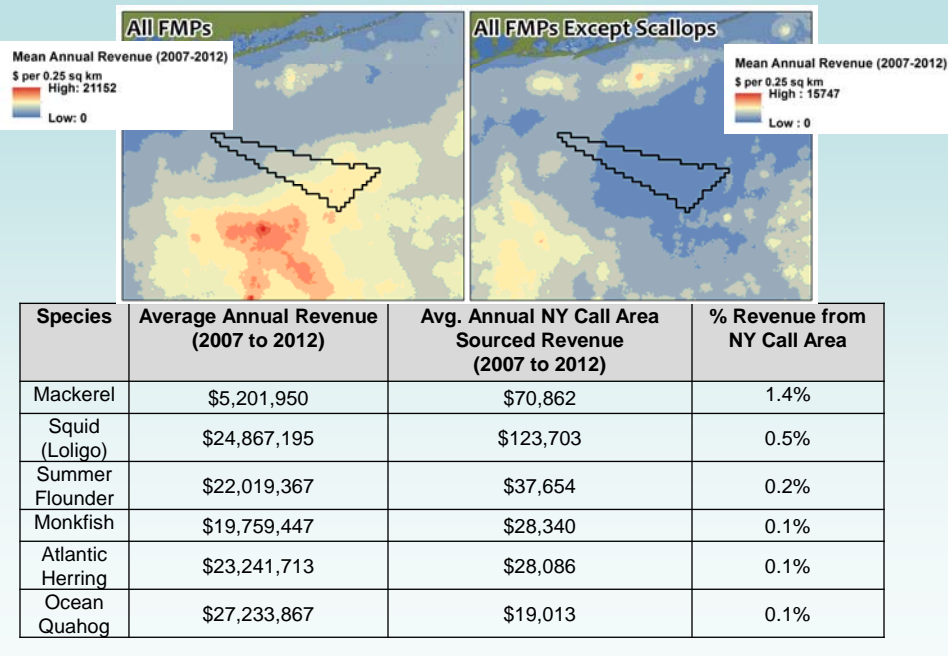 All FMPs
Mean Annual Revenue (2007-2012)
$ per 0.25 sq km
High: 21152
Low: 0
All FMPs Except Scallops
Mean Annual Revenue (2007-2012)
$ per 0.25 sq km
High : 15747
Low : 0
Species Average Annual Revenue (2007 to 2012) Avg. Annual NY Call Area Sourced Revenue (2007 to 2012) % Revenue from NY Call Area
Mackerel $5,201,950 $70,862 1.4%
Squid (Loligo) $24,867,195 $123,703 0.5%
Summer Flounder $22,019,367 $37,654 0.2%
Monkfish $19,759,447 $28,340 0.1%
Atlantic Herring $23,241,713 $28,086 0.1%
Ocean Quahog $27,233,867 $19,013 0.1%